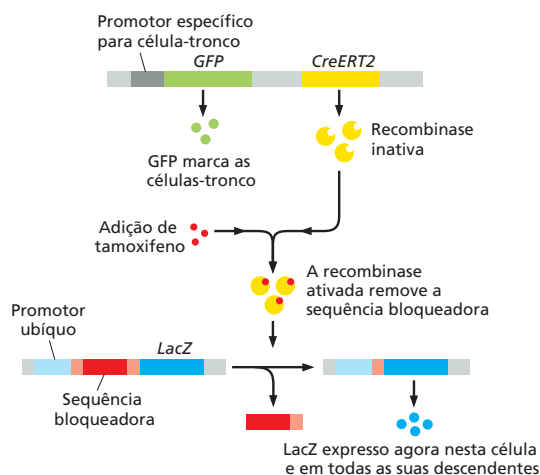 Promotor específico
para célula-tronco
GFP
CreERT2
GFP marca as
células-tronco
Recombinase
inativa
Adição de
tamoxifeno
A recombinase
ativada remove a
sequência bloqueadora
Promotor
ubíquo
LacZ
Sequência
bloqueadora
LacZ expresso agora nesta célula
e em todas as suas descendentes